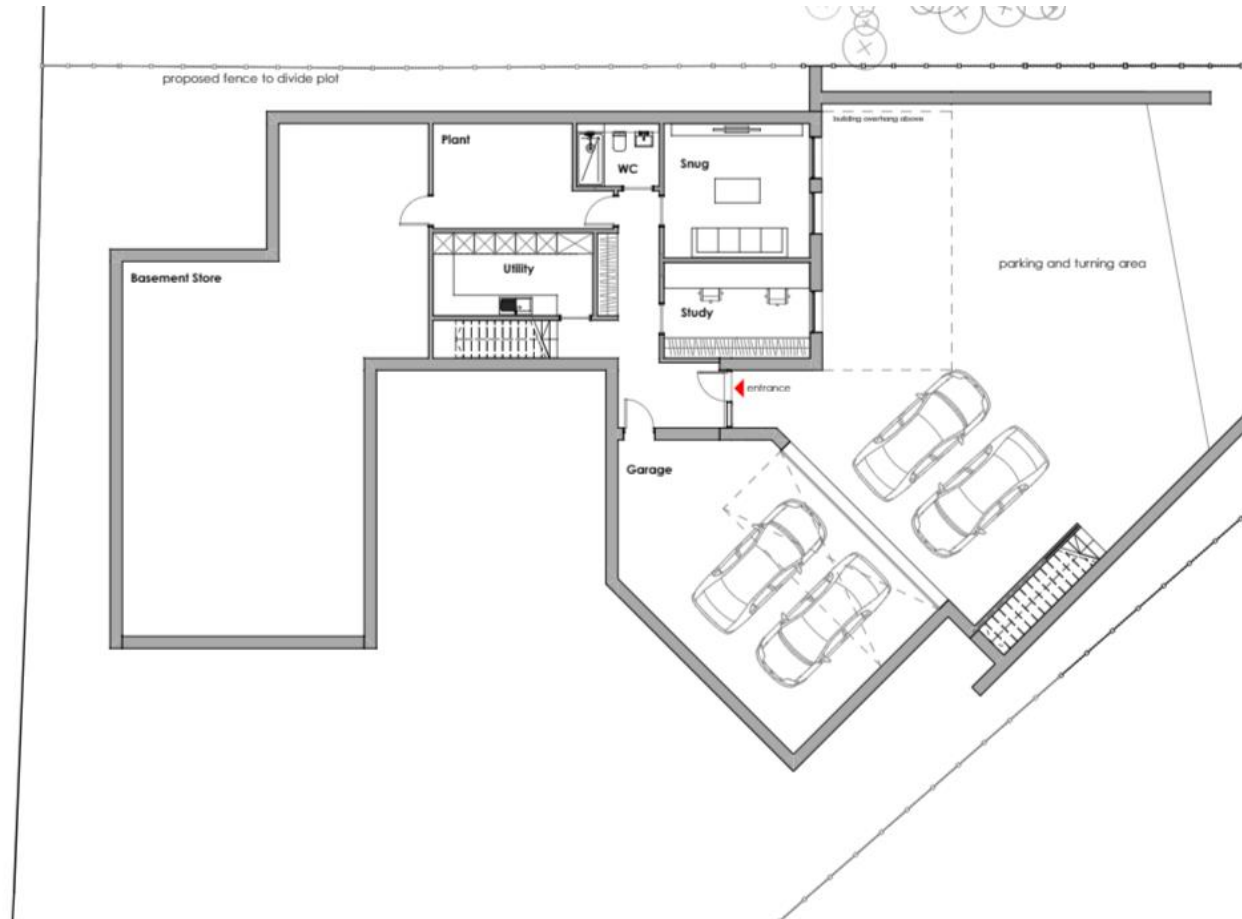 proposed fence to divide plot
building overhang above
Plant
WC
Snug
Basement Store
Utility
parking and turning area
Study
entrance
Garage